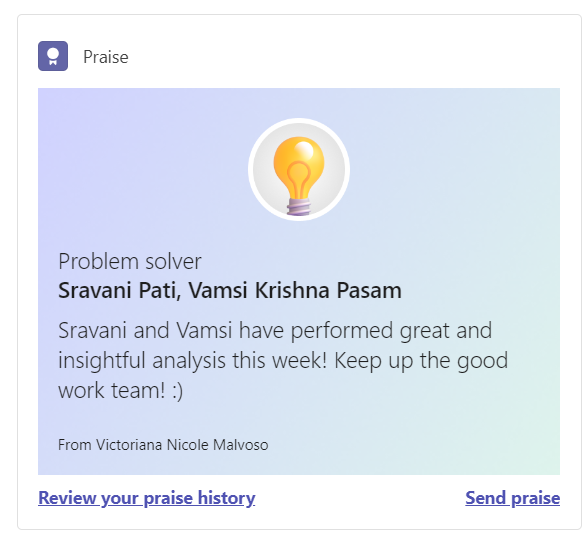 Praise
Problem solver
Sravani Pati, Vamsi Krishna Pasam
Sravani and Vamsi have performed great and
insightful analysis this week! Keep up the good
work team! :)
From Victoriana Nicole Malvoso
Review your praise history
Send praise